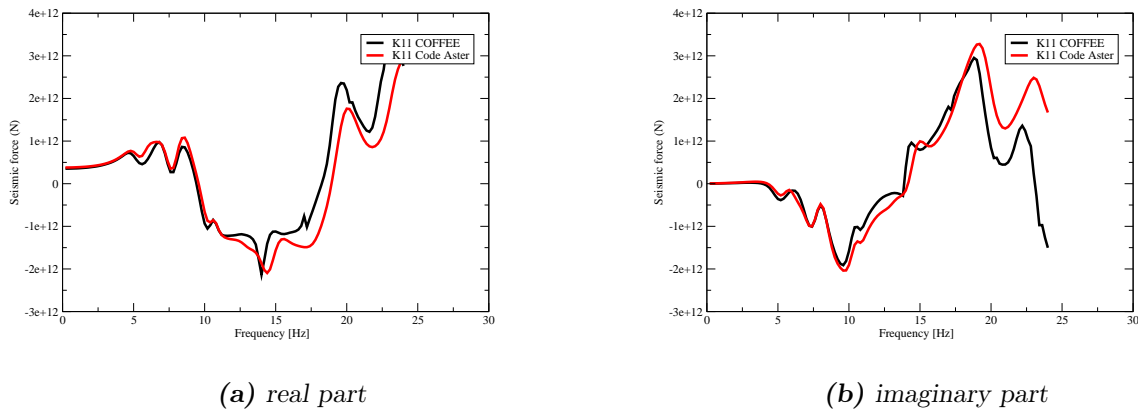 4e+12
3e+12
2e+12
1e+12
0
-1e+12
-2e+12
-3e+12
Seismic force (N)
K11 COFFEE
K11 Code Aster
0 5 10 15 20 25 30
Frequency [Hz]
(a) real part
4e+12
3e+12
2e+12
1e+12
0
-1e+12
-2e+12
-3e+12
Seismic force (N)
K11 COFFEE
K11 Code Aster
0 5 10 15 20 25 30
Frequency [Hz]
(b) imaginary part